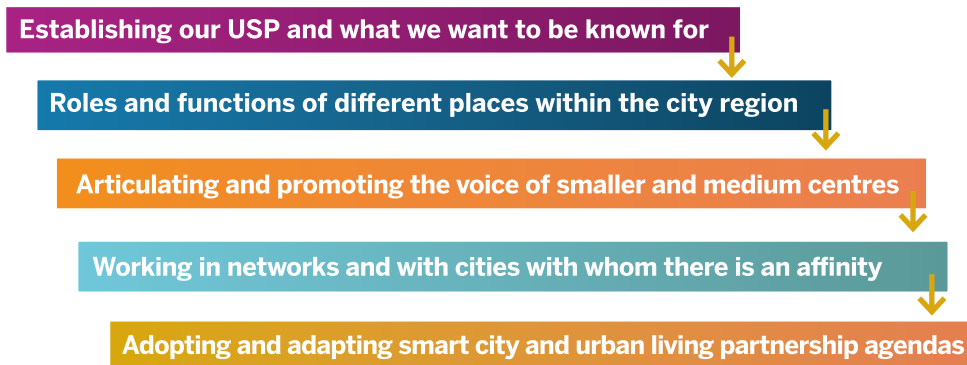 Establishing our USP and what we want to be known for
Roles and functions of different places within the city region
Articulating and promoting the voice of smaller and medium centres
Working in networks and with cities with whom there is an affinity
Adopting and adapting smart city and urban living partnership agendas